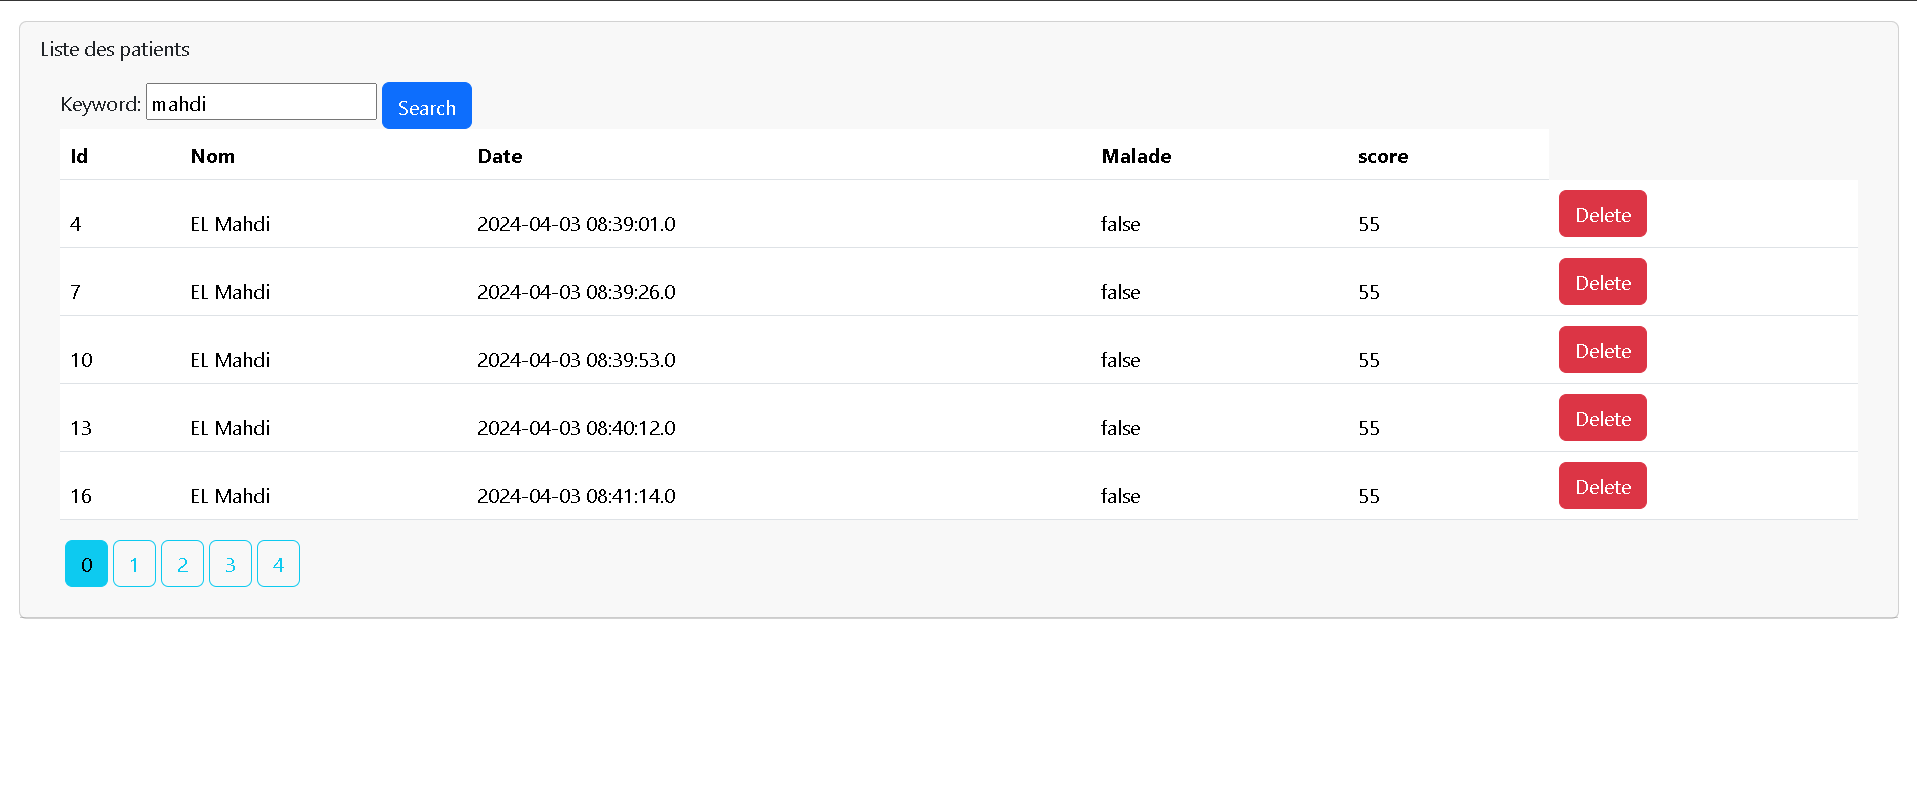 Liste des patients
Keyword: mahdi Search
Id Nom Date Malade score
4 EL Mahdi 2024-04-03 08:39:01.0 false 55 Delete
7 EL Mahdi 2024-04-03 08:39:26.0 false 55 Delete
10 EL Mahdi 2024-04-03 08:39:53.0 false 55 Delete
13 EL Mahdi 2024-04-03 08:40:12.0 false 55 Delete
16 EL Mahdi 2024-04-03 08:41:14.0 false 55 Delete
0 1 2 3 4